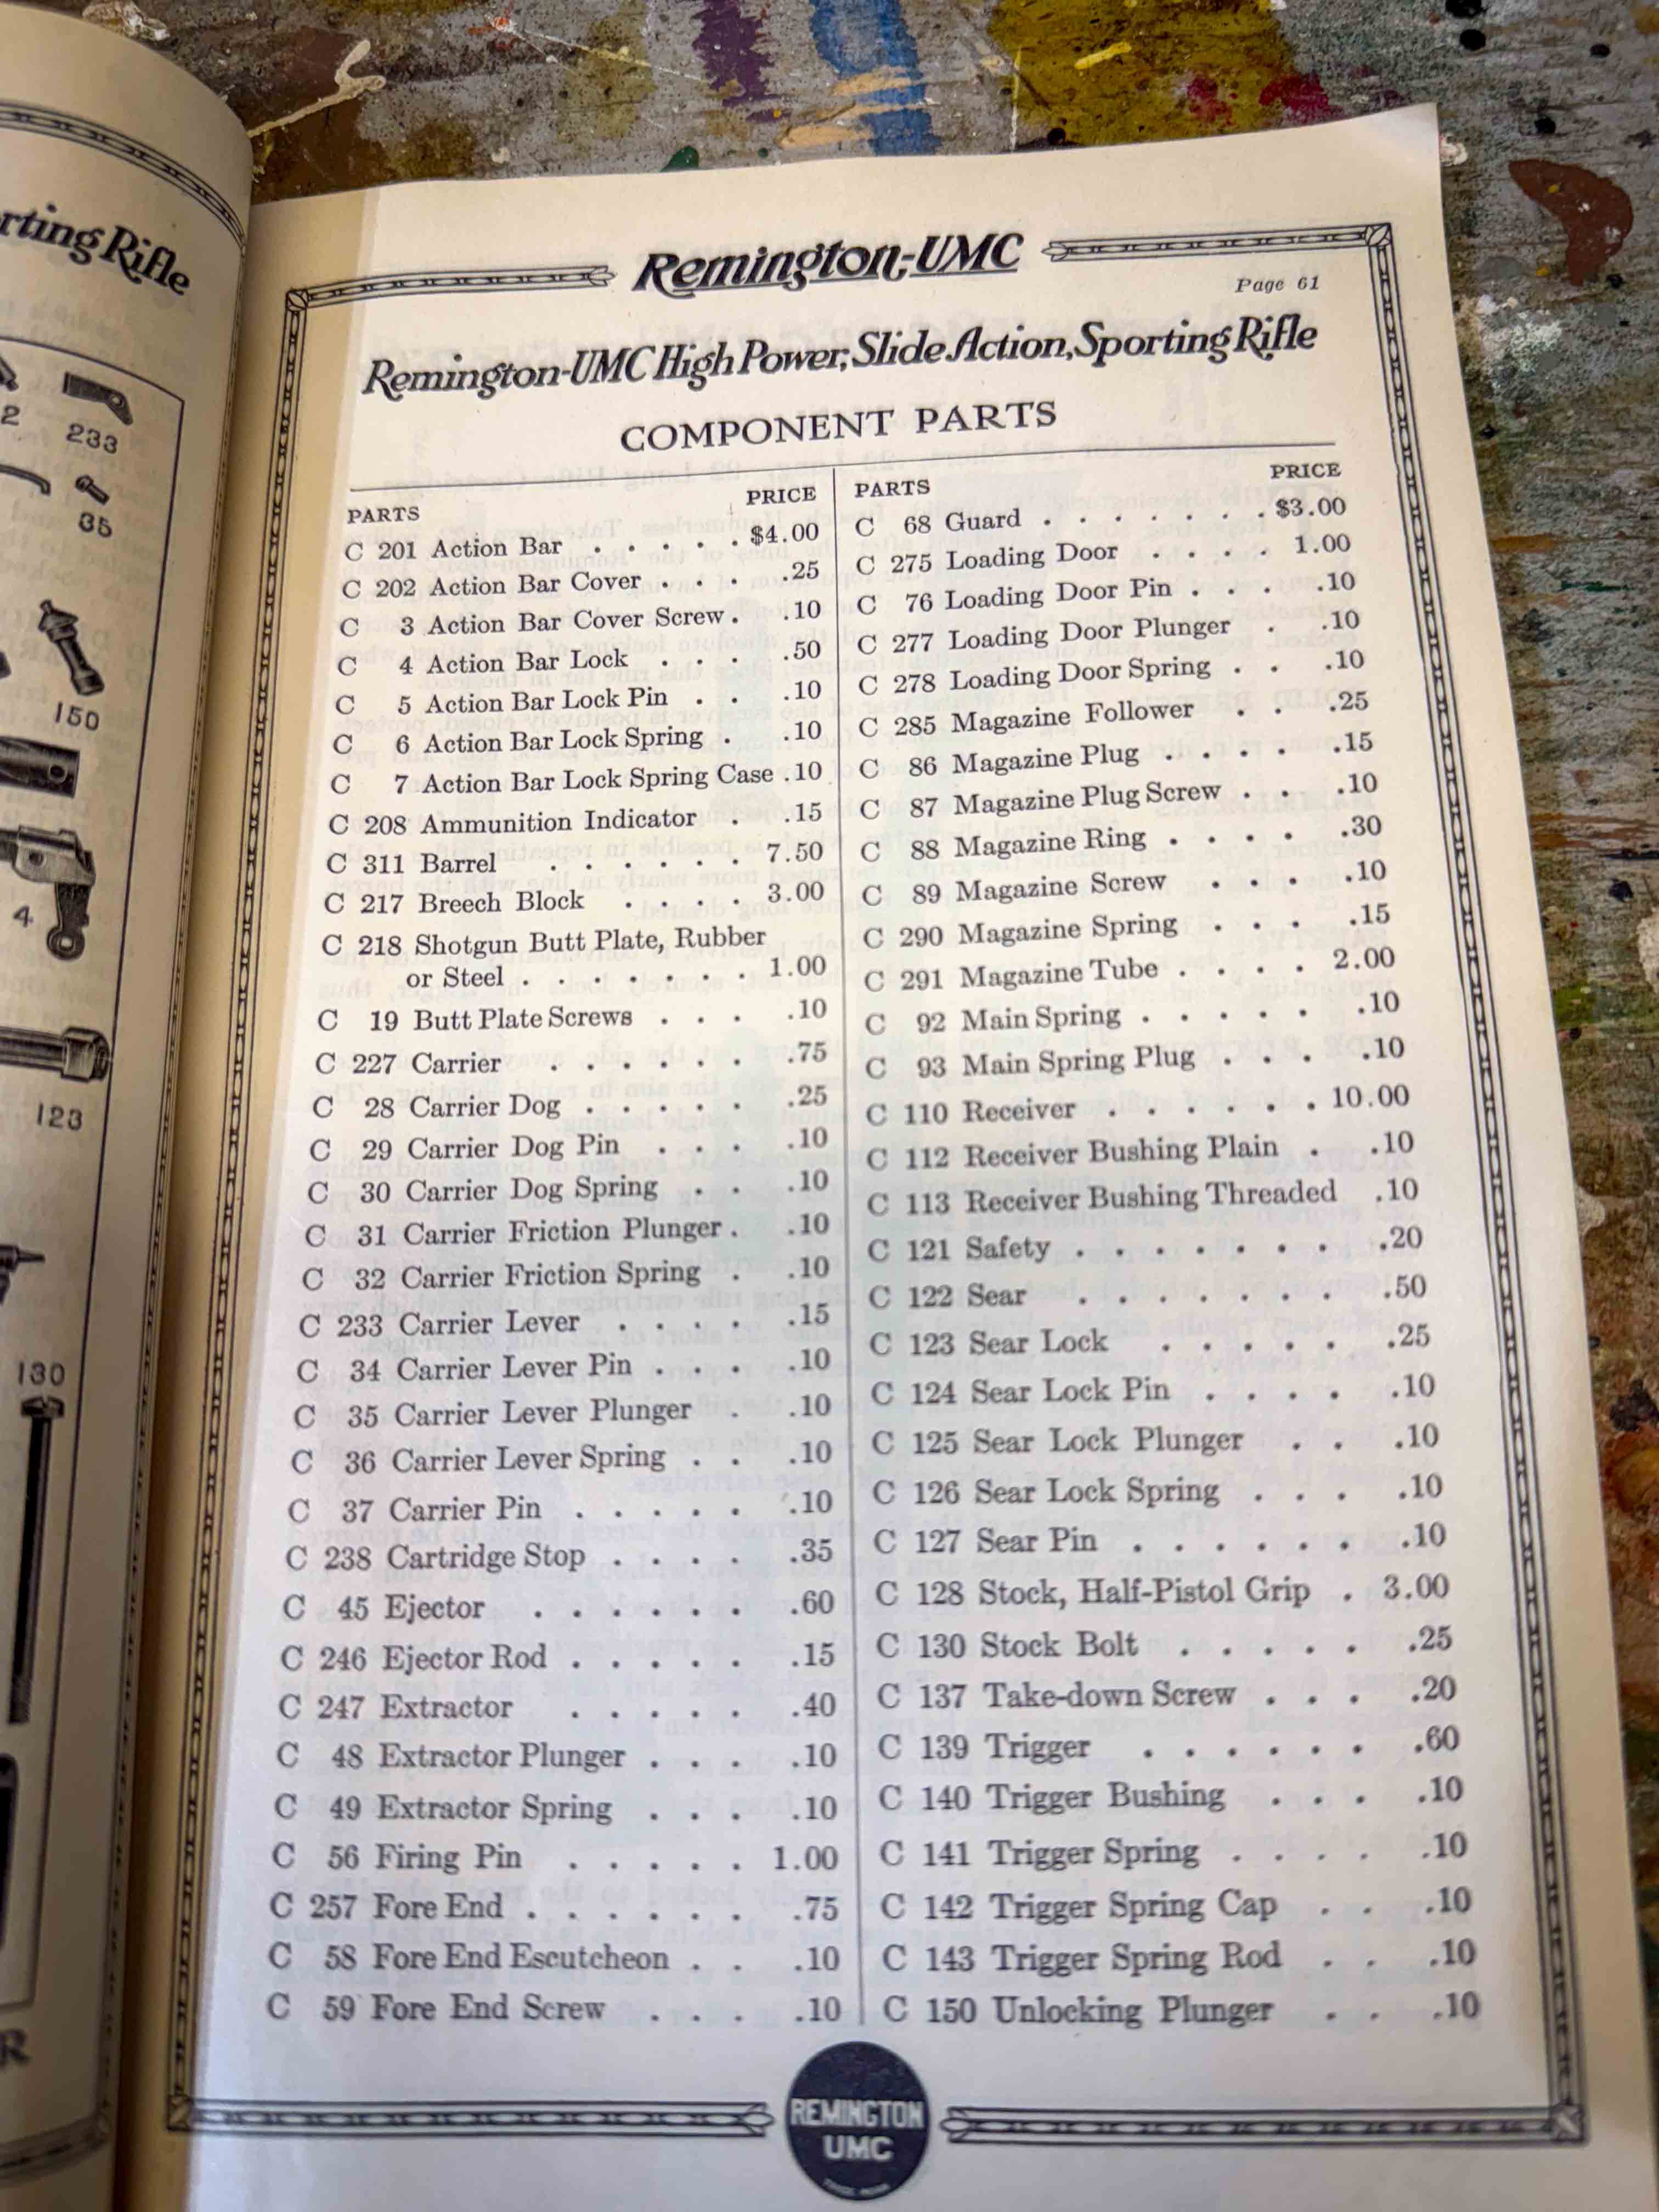 rting Rifle
2
233
35
150
4
123
130
R
Remington-UMC
Page 61
Remington-UMC High Power, Slide Action, Sporting Rifle
COMPONENT PARTS
PARTS PRICE
C 201 Action Bar . . . . . $4.00
C 202 Action Bar Cover . . . .25
C 3 Action Bar Cover Screw . .10
C 4 Action Bar Lock . . . .50
C 5 Action Bar Lock Pin . . .10
C 6 Action Bar Lock Spring . .10
C 7 Action Bar Lock Spring Case .10
C 208 Ammunition Indicator . .15
C 311 Barrel . . . . . . 7.50
C 217 Breech Block . . . . 3.00
C 218 Shotgun Butt Plate, Rubber
or Steel . . . . . . . 1.00
C 19 Butt Plate Screws . . . .10
C 227 Carrier . . . . . . .75
C 28 Carrier Dog . . . . . .25
C 29 Carrier Dog Pin . . . .10
C 30 Carrier Dog Spring . . .10
C 31 Carrier Friction Plunger . .10
C 32 Carrier Friction Spring . .10
C 233 Carrier Lever . . . . .15
C 34 Carrier Lever Pin . . . .10
C 35 Carrier Lever Plunger . .10
C 36 Carrier Lever Spring . . .10
C 37 Carrier Pin . . . . . .10
C 238 Cartridge Stop . . . . .35
C 45 Ejector . . . . . . .60
C 246 Ejector Rod . . . . . .15
C 247 Extractor . . . . . .40
C 48 Extractor Plunger . . . .10
C 49 Extractor Spring . . . .10
C 56 Firing Pin . . . . . 1.00
C 257 Fore End . . . . . . .75
C 58 Fore End Escutcheon . . .10
C 59 Fore End Screw . . . .10
PARTS PRICE
C 68 Guard . . . . . . . $3.00
C 275 Loading Door . . . . 1.00
C 76 Loading Door Pin . . . .10
C 277 Loading Door Plunger . .10
C 278 Loading Door Spring . . .10
C 285 Magazine Follower . . .25
C 86 Magazine Plug . . . . .15
C 87 Magazine Plug Screw . . .10
C 88 Magazine Ring . . . . .30
C 89 Magazine Screw . . . .10
C 290 Magazine Spring . . . .15
C 291 Magazine Tube . . . . 2.00
C 92 Main Spring . . . . . .10
C 93 Main Spring Plug . . . .10
C 110 Receiver . . . . . . 10.00
C 112 Receiver Bushing Plain . .10
C 113 Receiver Bushing Threaded .10
C 121 Safety . . . . . . . .20
C 122 Sear . . . . . . . .50
C 123 Sear Lock . . . . . .25
C 124 Sear Lock Pin . . . . .10
C 125 Sear Lock Plunger . . .10
C 126 Sear Lock Spring . . . .10
C 127 Sear Pin . . . . . . .10
C 128 Stock, Half-Pistol Grip . 3.00
C 130 Stock Bolt . . . . . .25
C 137 Take-down Screw . . . .20
C 139 Trigger . . . . . . .60
C 140 Trigger Bushing . . . .10
C 141 Trigger Spring . . . . .10
C 142 Trigger Spring Cap . . .10
C 143 Trigger Spring Rod . . .10
C 150 Unlocking Plunger . . .10
REMINGTON
UMC